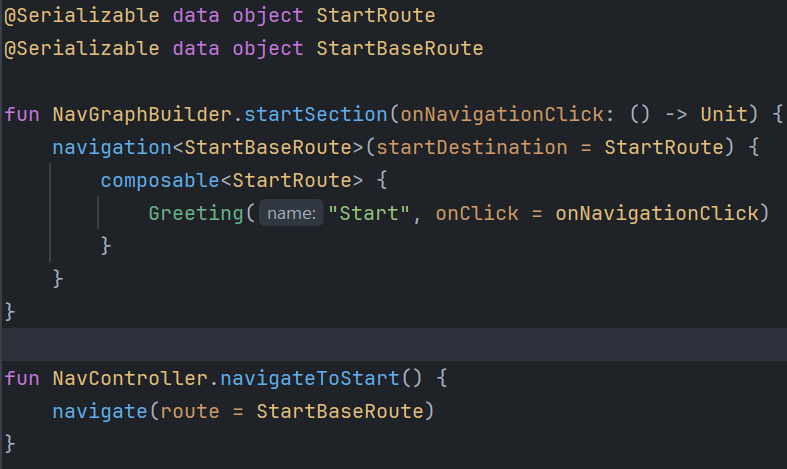 @Serializable data object StartRoute
@Serializable data object StartBaseRoute
fun NavGraphBuilder.startSection(onNavigationClick: () -> Unit) {
navigation<StartBaseRoute>(startDestination = StartRoute) {
composable<StartRoute> {
Greeting( name: "Start", onClick = onNavigationClick)
}
}
}
fun NavController.navigateToStart() {
navigate(route = StartBaseRoute)
}